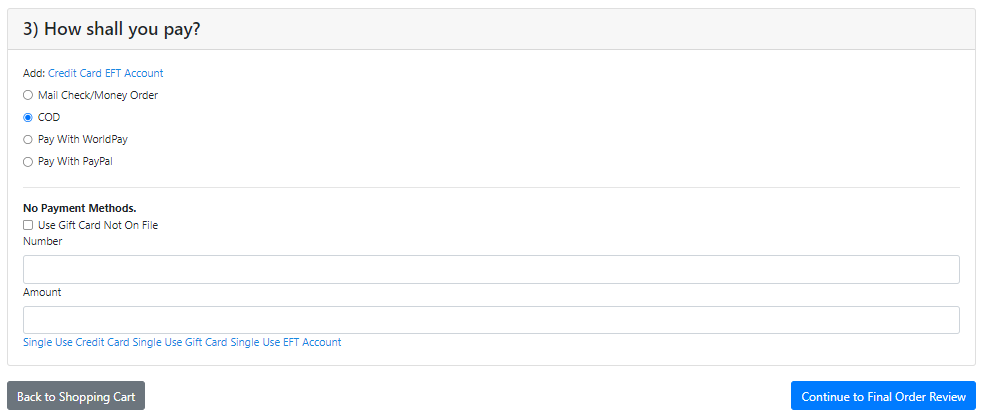 3) How shall you pay?
Add: Credit Card EFT Account
Mail Check/Money Order
COD
Pay With WorldPay
Pay With PayPal
No Payment Methods.
Use Gift Card Not On File
Number
Amount
Single Use Credit Card Single Use Gift Card Single Use EFT Account
Back to Shopping Cart
Continue to Final Order Review